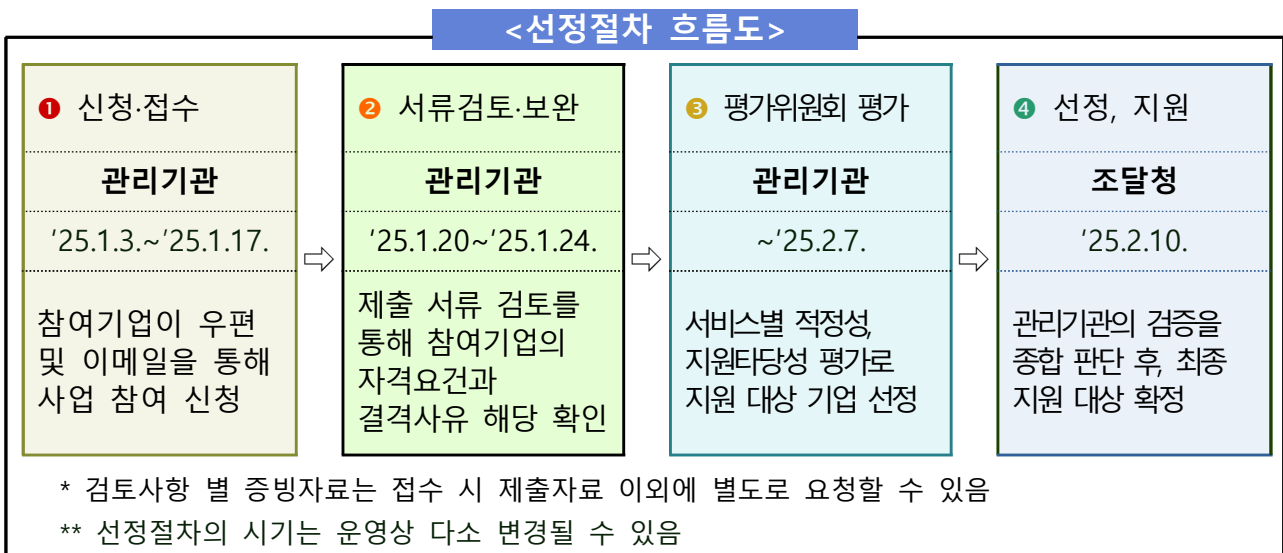 <선정절차 흐름도>
❶ 신청·접수
관리기관
'25.1.3.~'25.1.17.
참여기업이 우편
및 이메일을 통해
사업 참여 신청
⇨
❷ 서류검토·보완
관리기관
'25.1.20~'25.1.24.
제출 서류 검토를
통해 참여기업의
자격요건과
결격사유 해당 확인
⇨
❸ 평가위원회 평가
관리기관
~'25.2.7.
서비스별 적정성,
지원타당성 평가로
지원 대상 기업 선정
⇨
❹ 선정, 지원
조달청
'25.2.10.
관리기관의 검증을
종합 판단 후, 최종
지원 대상 확정
* 검토사항 별 증빙자료는 접수 시 제출자료 이외에 별도로 요청할 수 있음
** 선정절차의 시기는 운영상 다소 변경될 수 있음